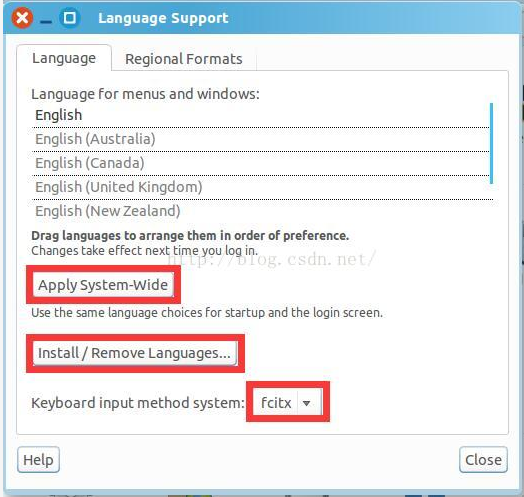 Language Support
Language
Regional Formats
Language for menus and windows:
English
English (Australia)
English (Canada)
English (United Kingdom)
English (New Zealand)
Drag languages to arrange them in order of preference.
Changes take effect next time you log in.
http://blog.csdn.net/
Apply System-Wide
Use the same language choices for startup and the login screen.
Install / Remove Languages...
Keyboard input method system: fcitx
Help
Close